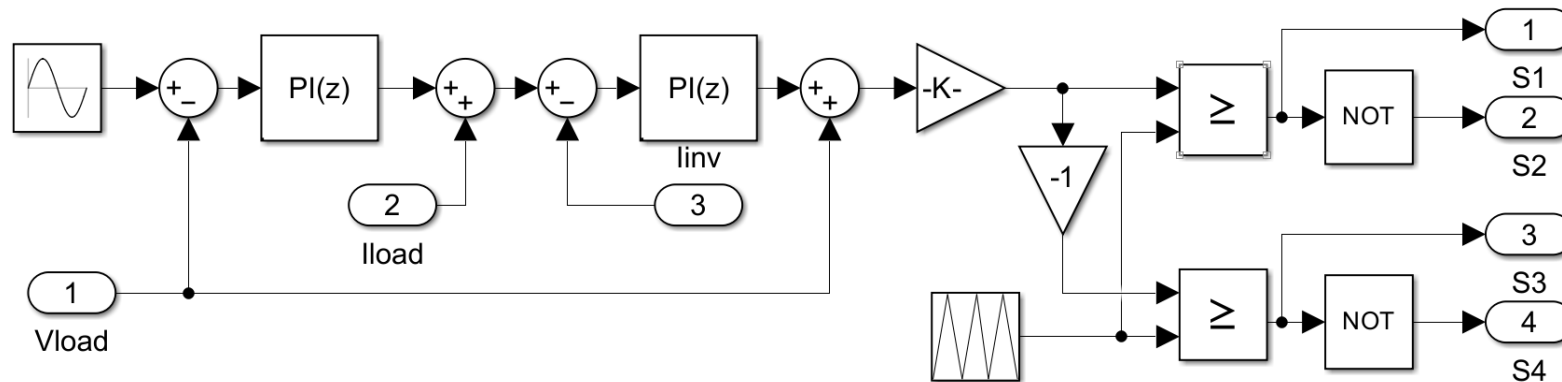 +
−
PI(z)
+
+
+
−
PI(z)
+
+
-K-
≥
1
S1
NOT
2
S2
Iinv
-1
2
Iload
3
3
S3
1
Vload
≥
NOT
4
S4